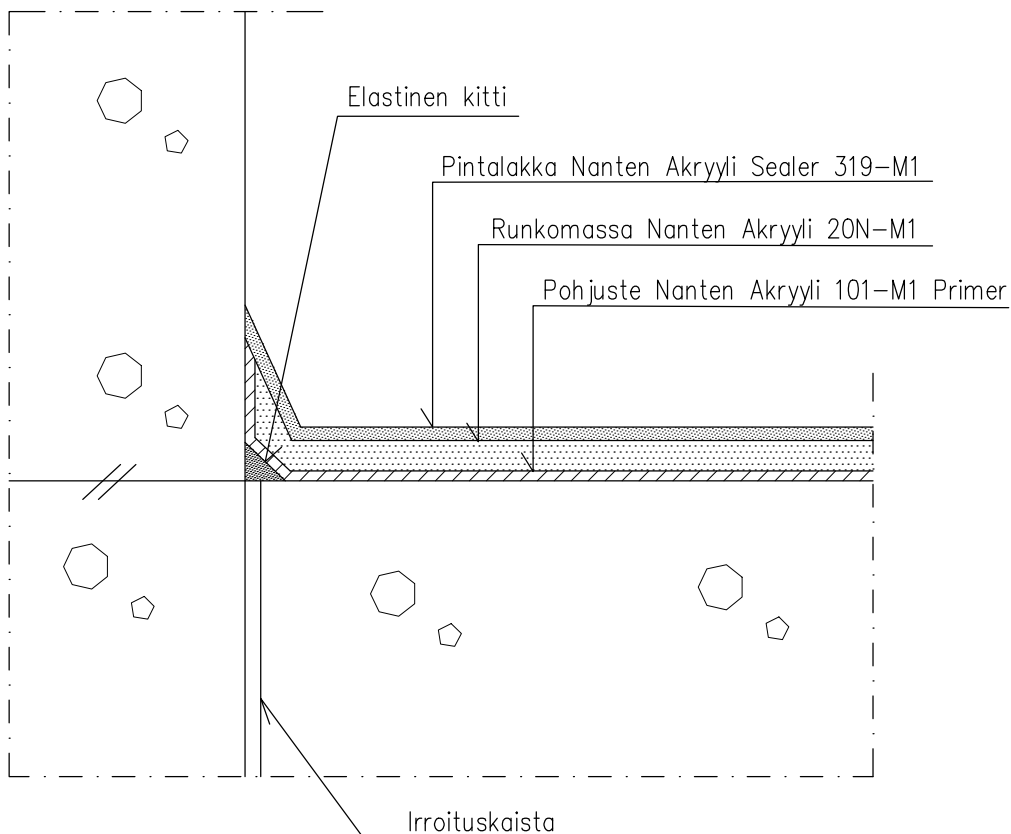 Elastinen kitti
Pintalakka Nanten Akryyli Sealer 319-M1
Runkomassa Nanten Akryyli 20N-M1
Pohjuste Nanten Akryyli 101-M1 Primer
Irroituskaista